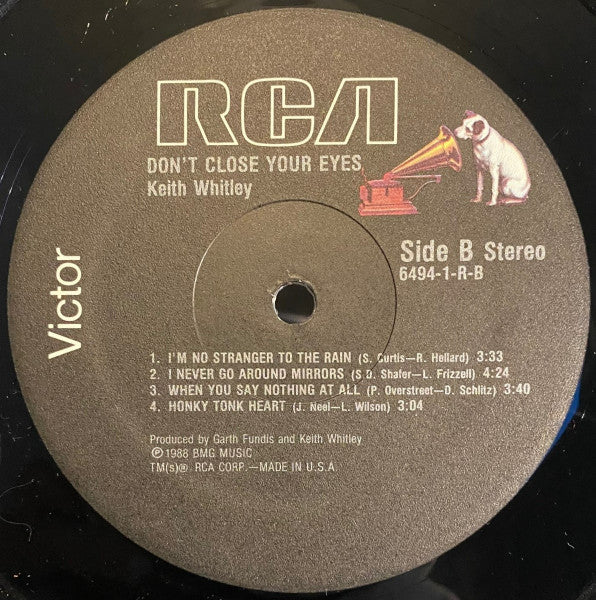 RCA
DON'T CLOSE YOUR EYES
Keith Whitley
Side B Stereo
6494-1-R-B
Victor
1. I'M NO STRANGER TO THE RAIN (S. Curtis—R. Hellard) 3:33
2. I NEVER GO AROUND MIRRORS (S.D. Shafer—L. Frizzell) 4:24
3. WHEN YOU SAY NOTHING AT ALL (P. Overstreet—D. Schlitz) 3:40
4. HONKY TONK HEART (J. Neel—L. Wilson) 3:04
Produced by Garth Fundis and Keith Whitley
℗1988 BMG MUSIC
TM(s)® RCA CORP.—MADE IN U.S.A.